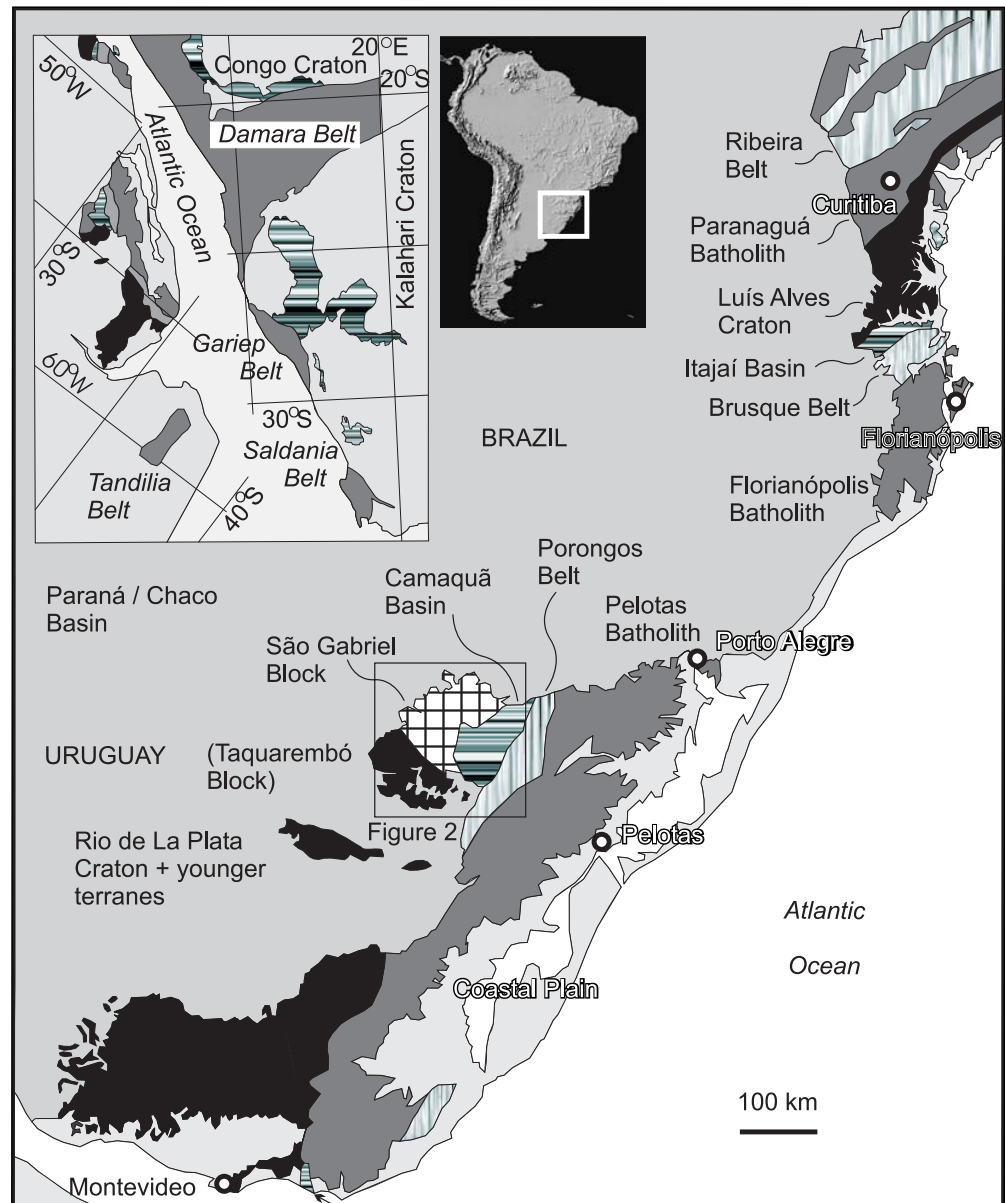 50°W
20°E
Congo Craton
20°S
Damara Belt
Atlantic Ocean
Kalahari Craton
30°S
Gariep
Belt
60°W
30°S
Saldania
Belt
Tandilia
Belt
40°S
Ribeira
Belt
Curitiba
Paranaguá
Batholith
Luís Alves
Craton
Itajaí Basin
Brusque Belt
Florianópolis
BRAZIL
Florianópolis
Batholith
Porongos
Belt
Camaquã
Basin
Paraná / Chaco
Basin
Pelotas
Batholith
Porto Alegre
São Gabriel
Block
URUGUAY
(Taquarembó
Block)
Figure 2
Pelotas
Rio de La Plata
Craton + younger
terranes
Atlantic
Ocean
Coastal Plain
100 km
Montevideo